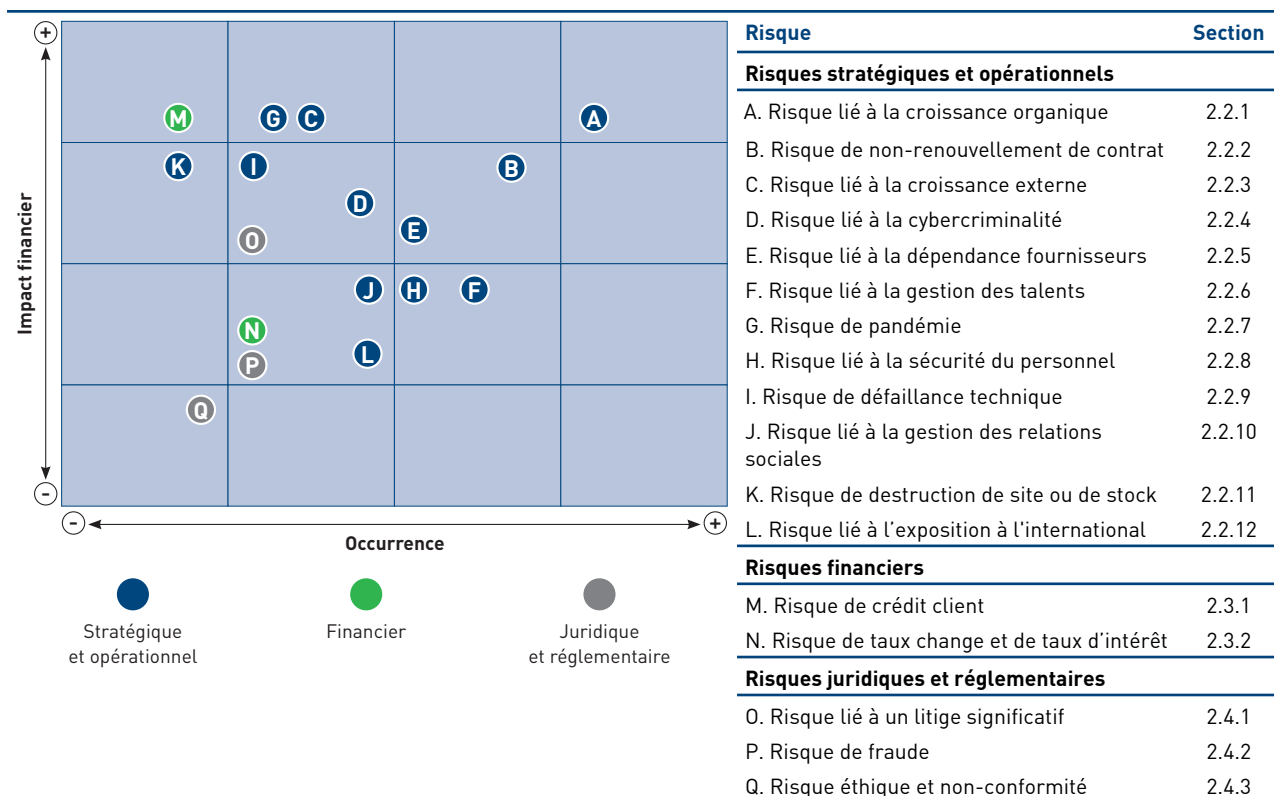 +
M
G
C
A
K
I
B
D
E
O
J
H
F
N
L
P
Q
-
Impact financier
-
+
Occurrence
Stratégique
et opérationnel
Financier
Juridique
et réglementaire
Risque Section
Risques stratégiques et opérationnels
A. Risque lié à la croissance organique 2.2.1
B. Risque de non-renouvellement de contrat 2.2.2
C. Risque lié à la croissance externe 2.2.3
D. Risque lié à la cybercriminalité 2.2.4
E. Risque lié à la dépendance fournisseurs 2.2.5
F. Risque lié à la gestion des talents 2.2.6
G. Risque de pandémie 2.2.7
H. Risque lié à la sécurité du personnel 2.2.8
I. Risque de défaillance technique 2.2.9
J. Risque lié à la gestion des relations 2.2.10
sociales
K. Risque de destruction de site ou de stock 2.2.11
L. Risque lié à l’exposition à l'international 2.2.12
Risques financiers
M. Risque de crédit client 2.3.1
N. Risque de taux change et de taux d’intérêt 2.3.2
Risques juridiques et réglementaires
O. Risque lié à un litige significatif 2.4.1
P. Risque de fraude 2.4.2
Q. Risque éthique et non-conformité 2.4.3